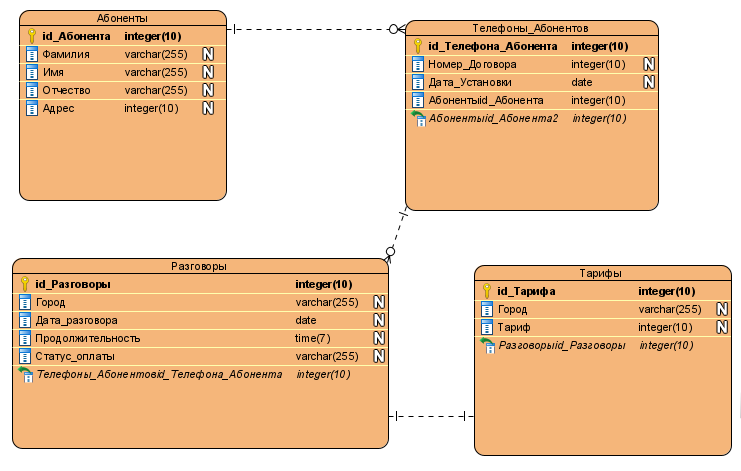 Абоненты
id_Абонента integer(10)
Фамилия varchar(255) N
Имя varchar(255) N
Отчество varchar(255) N
Адрес integer(10) N
Телефоны_Абонентов
id_Телефона_Абонента integer(10)
Номер_Договора integer(10) N
Дата_Установки date N
Абонентыid_Абонента integer(10)
Абонентыid_Абонента2 integer(10)
Разговоры
id_Разговоры integer(10)
Город varchar(255) N
Дата_разговора date N
Продолжительность time(7) N
Статус_оплаты varchar(255) N
Телефоны_Абонентовid_Телефона_Абонента integer(10)
Тарифы
id_Тарифа integer(10)
Город varchar(255) N
Тариф integer(10) N
Разговорыid_Разговоры integer(10)